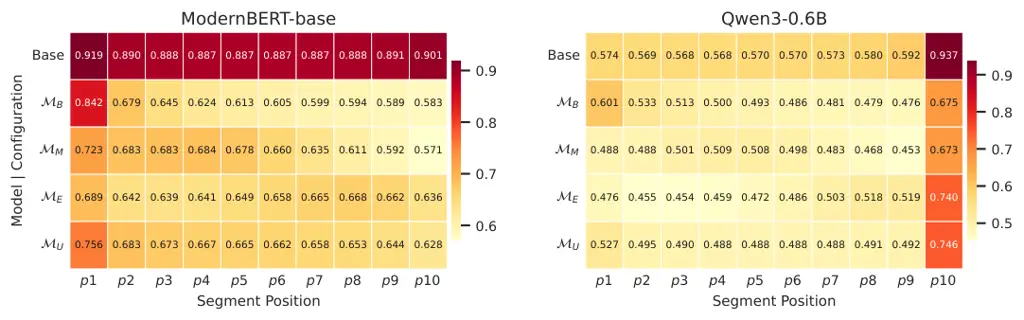 ModernBERT-base
Base 0.919 0.890 0.888 0.887 0.887 0.887 0.887 0.888 0.891 0.901
ℳB 0.842 0.679 0.645 0.624 0.613 0.605 0.599 0.594 0.589 0.583
ℳM 0.723 0.683 0.683 0.684 0.678 0.660 0.635 0.611 0.592 0.571
ℳE 0.689 0.642 0.639 0.641 0.649 0.658 0.665 0.668 0.662 0.636
ℳU 0.756 0.683 0.673 0.667 0.665 0.662 0.658 0.653 0.644 0.628
p1 p2 p3 p4 p5 p6 p7 p8 p9 p10
Segment Position
Model | Configuration
0.9
0.8
0.7
0.6
Qwen3-0.6B
Base 0.574 0.569 0.568 0.568 0.570 0.570 0.573 0.580 0.592 0.937
ℳB 0.601 0.533 0.513 0.500 0.493 0.486 0.481 0.479 0.476 0.675
ℳM 0.488 0.488 0.501 0.509 0.508 0.498 0.483 0.468 0.453 0.673
ℳE 0.476 0.455 0.454 0.459 0.472 0.486 0.503 0.518 0.519 0.740
ℳU 0.527 0.495 0.490 0.488 0.488 0.488 0.488 0.491 0.492 0.746
p1 p2 p3 p4 p5 p6 p7 p8 p9 p10
Segment Position
0.9
0.8
0.7
0.6
0.5